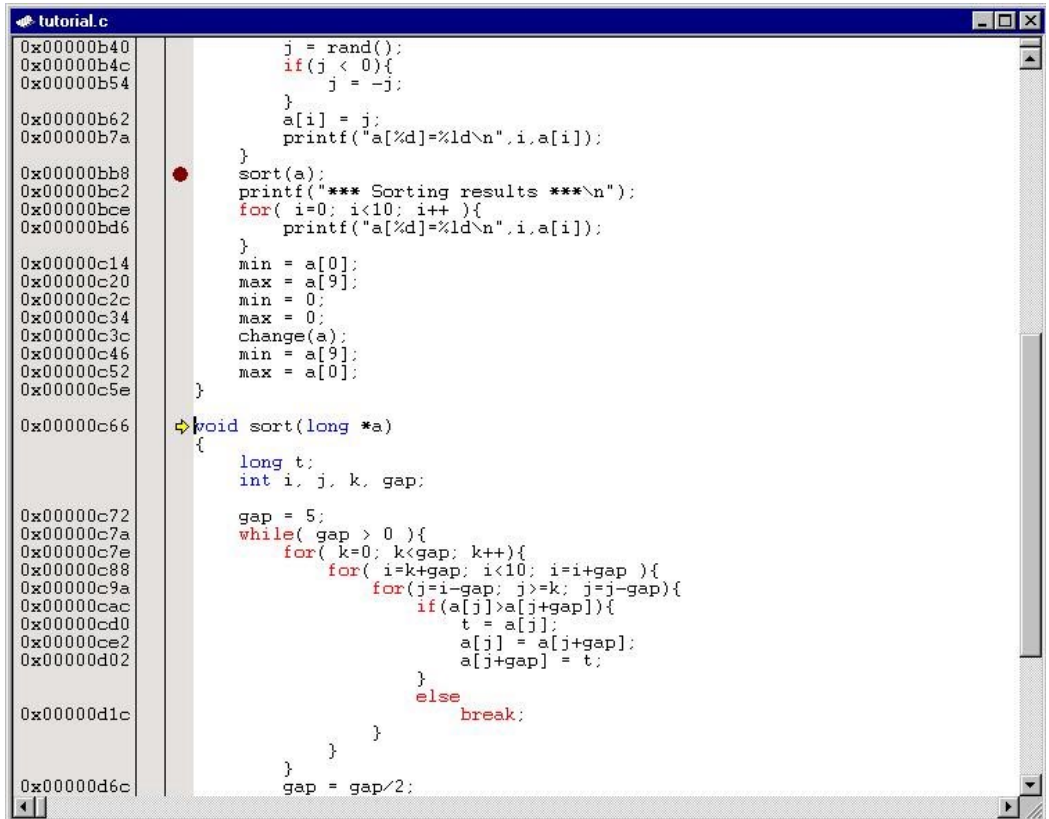 tutorial.c
0x00000b40 j = rand();
0x00000b4c if(j < 0){
0x00000b54 j = -j;
}
0x00000b62 a[i] = j;
0x00000b7a printf("a[%d]=%ld\n",i,a[i]);
}
0x00000bb8 sort(a);
0x00000bc2 printf("*** Sorting results ***\n");
0x00000bce for( i=0; i<10; i++ ){
0x00000bd6 printf("a[%d]=%ld\n",i,a[i]);
}
0x00000c14 min = a[0];
0x00000c20 max = a[9];
0x00000c2c min = 0;
0x00000c34 max = 0;
0x00000c3c change(a);
0x00000c46 min = a[9];
0x00000c52 max = a[0];
0x00000c5e }
0x00000c66 void sort(long *a)
{
long t;
int i, j, k, gap;
0x00000c72 gap = 5;
0x00000c7a while( gap > 0 ){
0x00000c7e for( k=0; k<gap; k++){
0x00000c88 for( i=k+gap; i<10; i=i+gap ){
0x00000c9a for(j=i-gap; j>=k; j=j-gap){
0x00000cac if(a[j]>a[j+gap]){
0x00000cd0 t = a[j];
0x00000ce2 a[j] = a[j+gap];
0x00000d02 a[j+gap] = t;
}
else
0x00000d1c break;
}
}
}
0x00000d6c gap = gap/2;